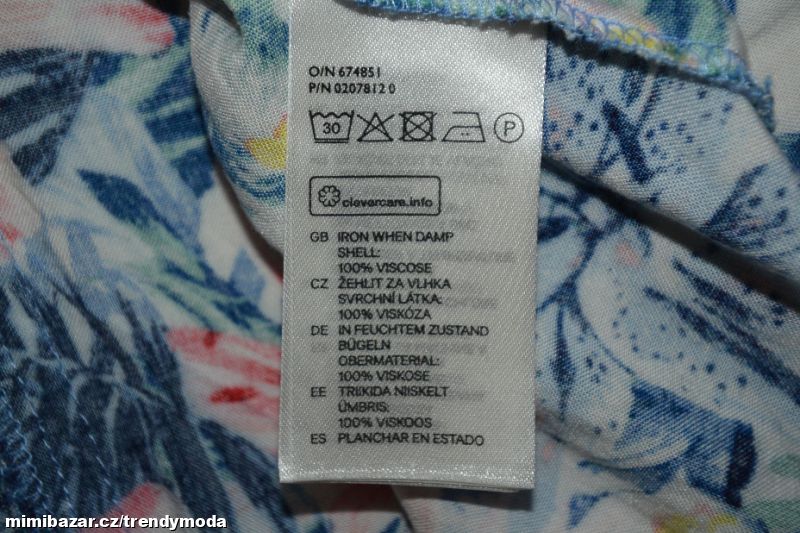 O/N 674851
P/N 0207812 0
30 P
clevercare.info
GB IRON WHEN DAMP
SHELL:
100% VISCOSE
CZ ŽEHLIT ZA VLHKA
SVRCHNÍ LÁTKA:
100% VISKÓZA
DE IN FEUCHTEM ZUSTAND
BÜGELN
OBERMATERIAL:
100% VISKOSE
EE TRIIKIDA NIISKELT
ÜMBRIS:
100% VISKOOS
ES PLANCHAR EN ESTADO
mimibazar.cz/trendymoda